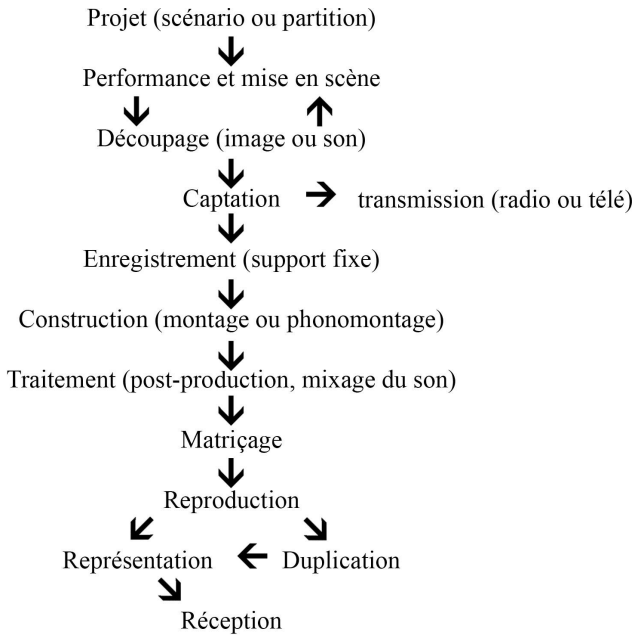 Projet (scénario ou partition)
Performance et mise en scène
Découpage (image ou son)
Captation
transmission (radio ou télé)
Enregistrement (support fixe)
Construction (montage ou phonomontage)
Traitement (post-production, mixage du son)
Matriçage
Reproduction
Représentation
Duplication
Réception